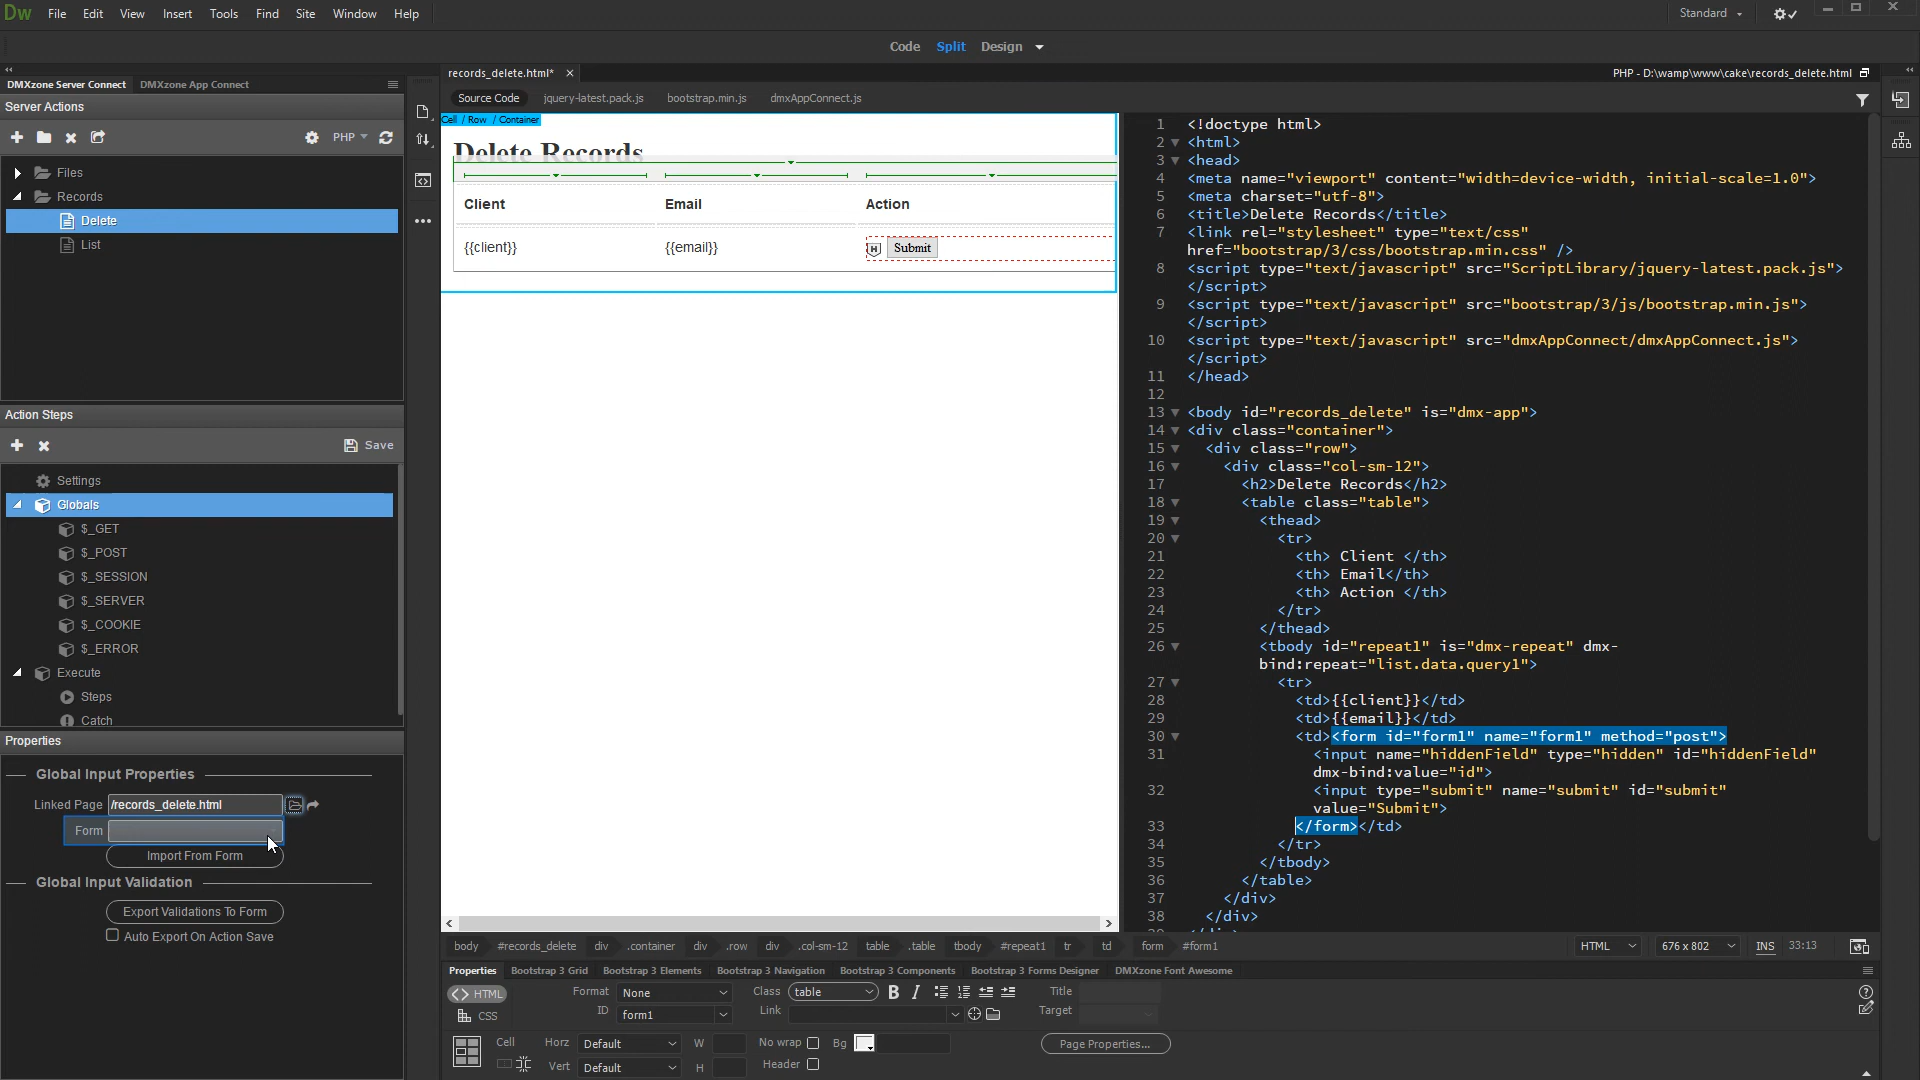 Dw File Edit View Insert Tools Find Site Window Help Standard
Code Split Design
DMXzone Server Connect DMXzone App Connect
Server Actions
PHP
Files
Records
Delete
List
Action Steps
Save
Settings
Globals
$_GET
$_POST
$_SESSION
$_SERVER
$_COOKIE
$_ERROR
Execute
Steps
Catch
Properties
Global Input Properties
Linked Page /records_delete.html
Form
Import From Form
Global Input Validation
Export Validations To Form
Auto Export On Action Save
records_delete.html* PHP - D:\wamp\www\cake\records_delete.html
Source Code jquery-latest.pack.js bootstrap.min.js dmxAppConnect.js
Cell / Row / Container
Delete Records
Client Email Action
{{client}} {{email}} H Submit
1 <!doctype html>
2 <html>
3 <head>
4 <meta name="viewport" content="width=device-width, initial-scale=1.0">
5 <meta charset="utf-8">
6 <title>Delete Records</title>
7 <link rel="stylesheet" type="text/css"
href="bootstrap/3/css/bootstrap.min.css" />
8 <script type="text/javascript" src="ScriptLibrary/jquery-latest.pack.js">
</script>
9 <script type="text/javascript" src="bootstrap/3/js/bootstrap.min.js">
</script>
10 <script type="text/javascript" src="dmxAppConnect/dmxAppConnect.js">
</script>
11 </head>
12
13 <body id="records_delete" is="dmx-app">
14 <div class="container">
15 <div class="row">
16 <div class="col-sm-12">
17 <h2>Delete Records</h2>
18 <table class="table">
19 <thead>
20 <tr>
21 <th> Client </th>
22 <th> Email</th>
23 <th> Action </th>
24 </tr>
25 </thead>
26 <tbody id="repeat1" is="dmx-repeat" dmx-
bind:repeat="list.data.query1">
27 <tr>
28 <td>{{client}}</td>
29 <td>{{email}}</td>
30 <td><form id="form1" name="form1" method="post">
31 <input name="hiddenField" type="hidden" id="hiddenField"
dmx-bind:value="id">
32 <input type="submit" name="submit" id="submit"
value="Submit">
33 </form></td>
34 </tr>
35 </tbody>
36 </table>
37 </div>
38 </div>
body #records_delete div .container div .row div .col-sm-12 table .table tbody #repeat1 tr td form #form1 HTML 676 x 802 INS 33:13
Properties Bootstrap 3 Grid Bootstrap 3 Elements Bootstrap 3 Navigation Bootstrap 3 Components Bootstrap 3 Forms Designer DMXzone Font Awesome
<> HTML Format None Class table B I Title
CSS ID form1 Link Target
Cell Horz Default W No wrap Bg Page Properties...
Vert Default H Header